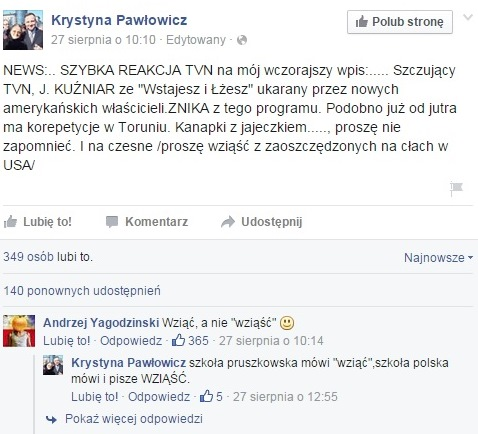 Krystyna Pawłowicz
Polub stronę
27 sierpnia o 10:10 · Edytowany ·
NEWS:.. SZYBKA REAKCJA TVN na mój wczorajszy wpis:..... Szczujący
TVN, J. KUŹNIAR ze "Wstajesz i Łżesz" ukarany przez nowych
amerykańskich właścicieli.ZNIKA z tego programu. Podobno już od jutra
ma korepetycje w Toruniu. Kanapki z jajeczkiem....., proszę nie
zapomnieć. I na czesne /proszę wziąść z zaoszczędzonych na cłach w
USA/
Lubię to! Komentarz Udostępnij
349 osób lubi to. Najnowsze
140 ponownych udostępnień
Andrzej Yagodzinski Wziąć, a nie "wziąść"
Lubię to! · Odpowiedz · 365 · 27 sierpnia o 10:14
Krystyna Pawłowicz szkoła pruszkowska mówi "wziąć",szkoła polska
mówi i pisze WZIĄŚĆ.
Lubię to! · Odpowiedz · 5 · 27 sierpnia o 12:55
Pokaż więcej odpowiedzi